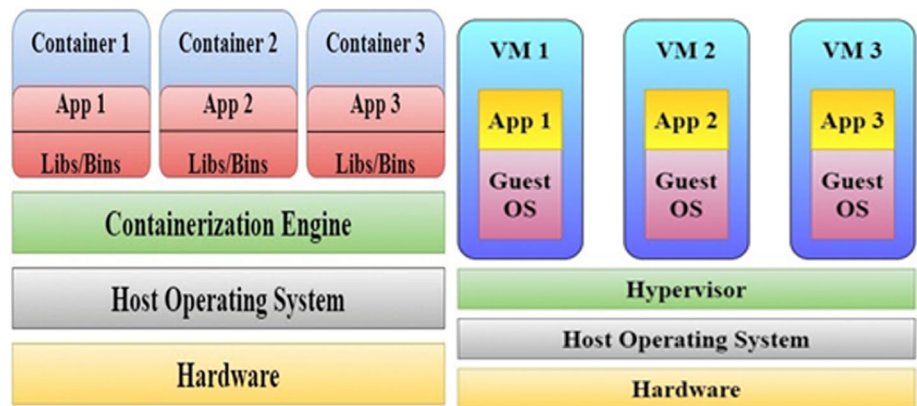 Container 1
App 1
Libs/Bins
Container 2
App 2
Libs/Bins
Container 3
App 3
Libs/Bins
Containerization Engine
Host Operating System
Hardware
VM 1
App 1
Guest
OS
VM 2
App 2
Guest
OS
VM 3
App 3
Guest
OS
Hypervisor
Host Operating System
Hardware